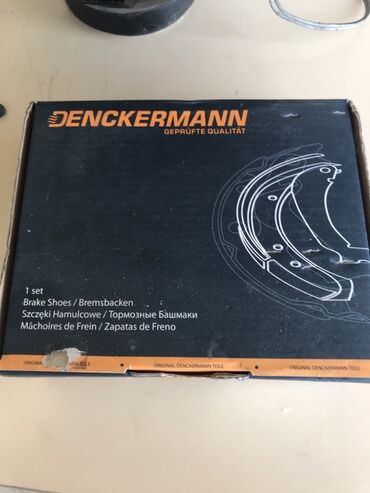 DENCKERMANN
GEPRÜFTE QUALITÄT
1 set
Brake Shoes / Bremsbacken
Szczęki Hamulcowe / Тормозные Башмаки
Mâchoires de Frein / Zapatas de Freno
ORIGINAL DENCKERMANN TEILE
ORIGINAL DENCKERMANN TEILE